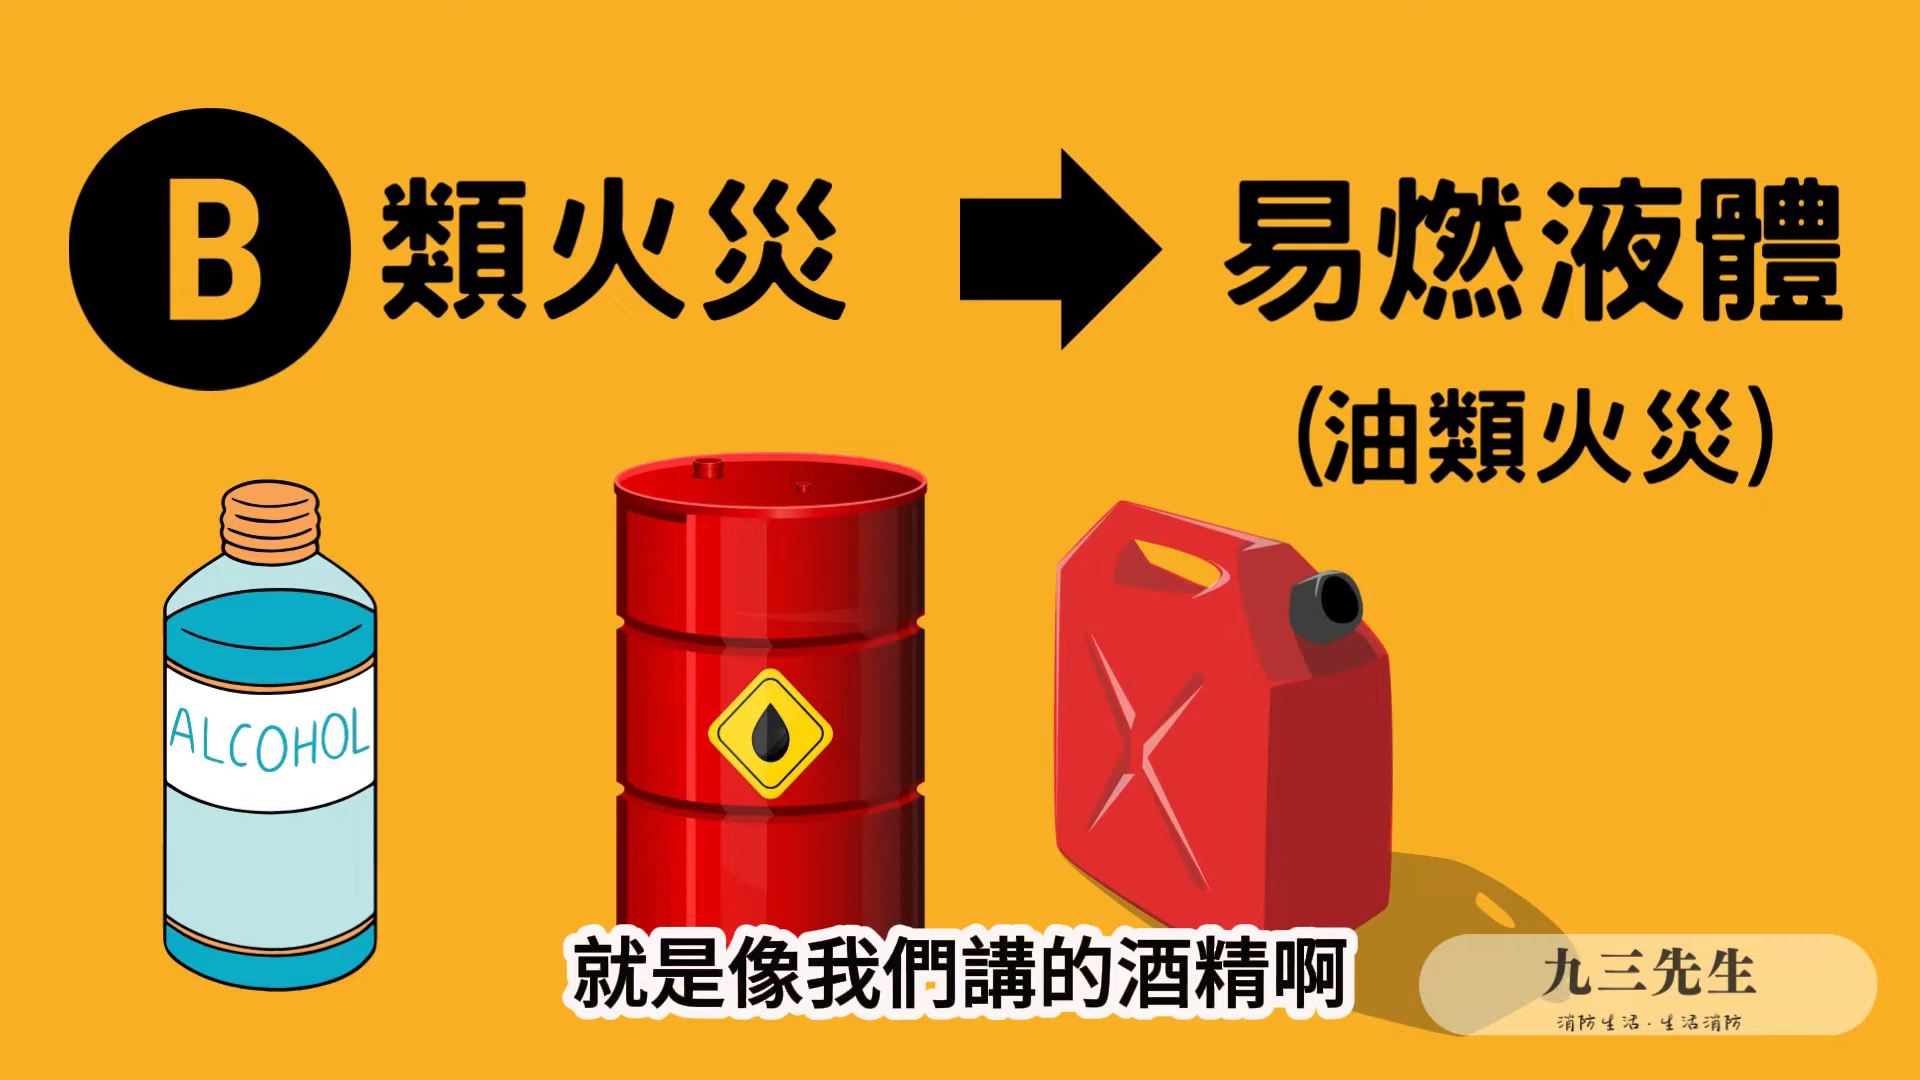 B類火災
易燃液體
(油類火災)
ALCOHOL
就是像我們講的酒精啊
九三先生
消防生活·生活消防